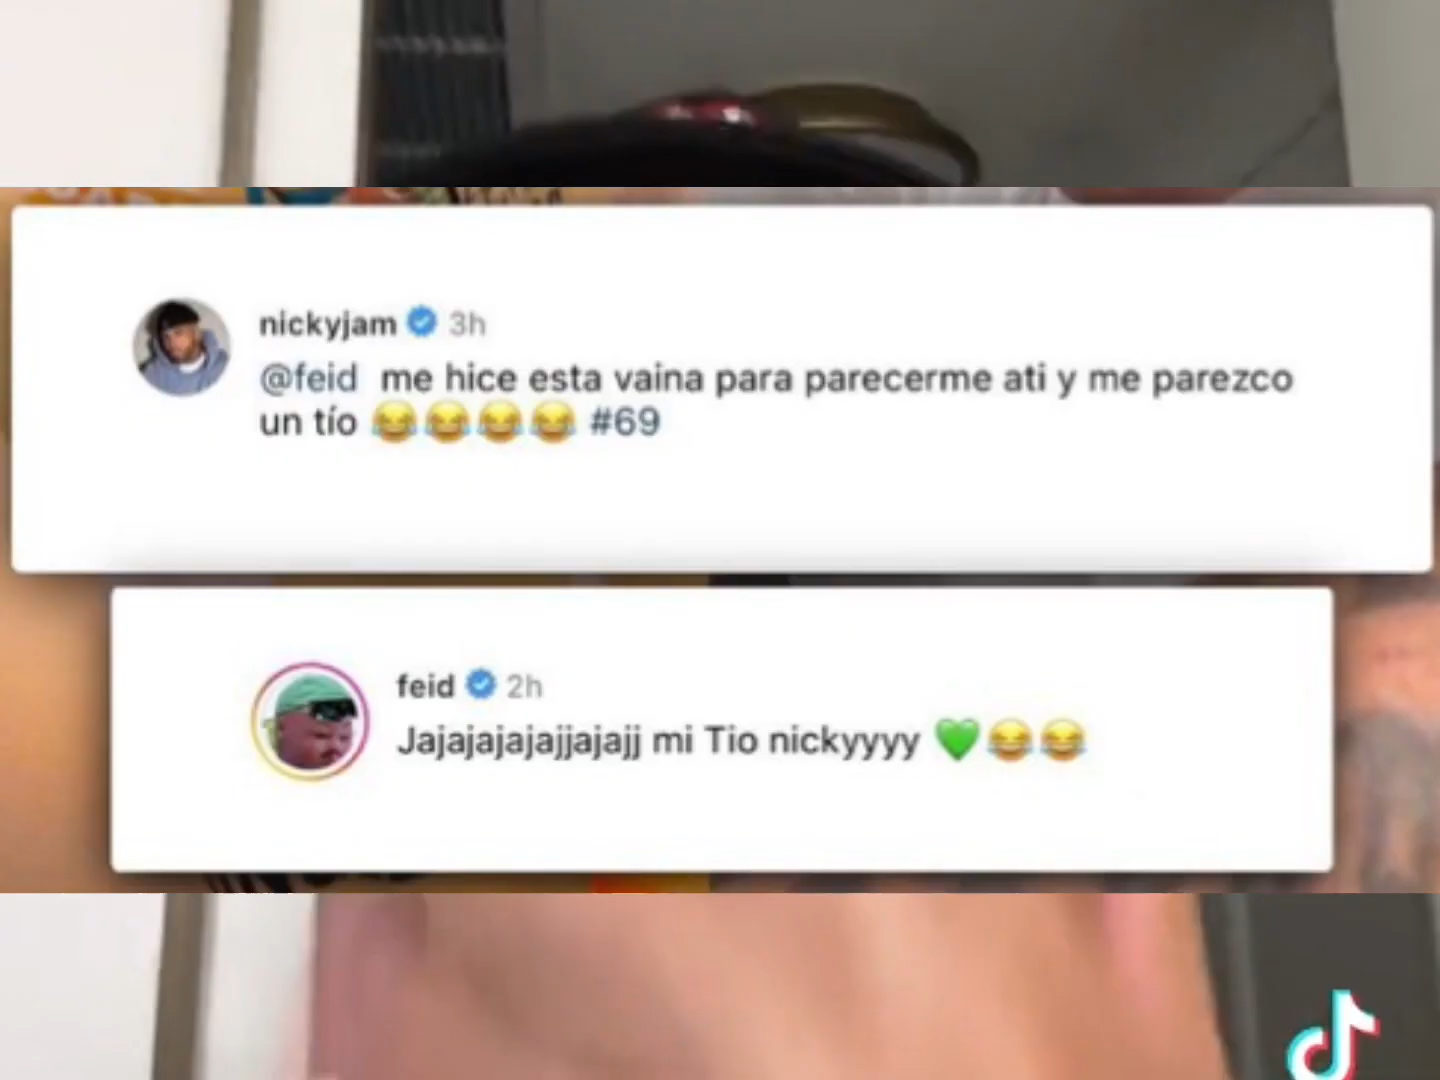 nickyjam 3h
@feid me hice esta vaina para parecerme ati y me parezco
un tío 😂😂😂😂 #69
feid 2h
Jajajajajajjajajj mi Tio nickyyyy 💚😂😂